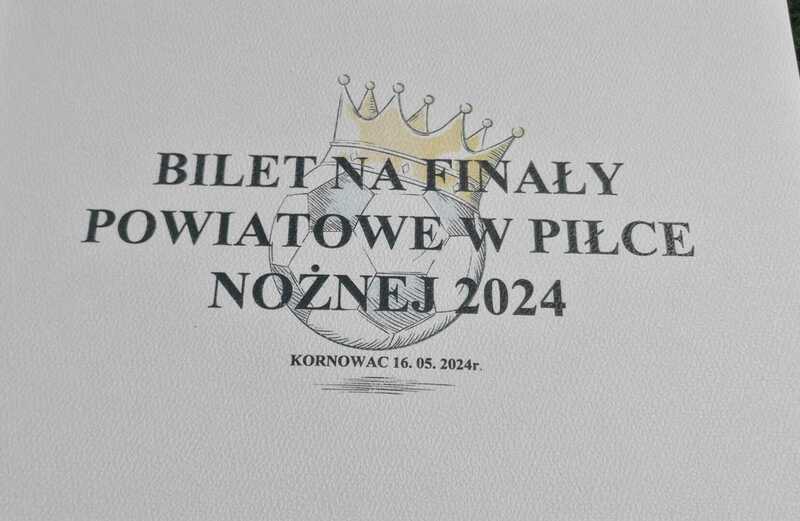 BILET NA FINAŁY
POWIATOWE W PIŁCE
NOŻNEJ 2024
KORNOWAC 16. 05. 2024r.